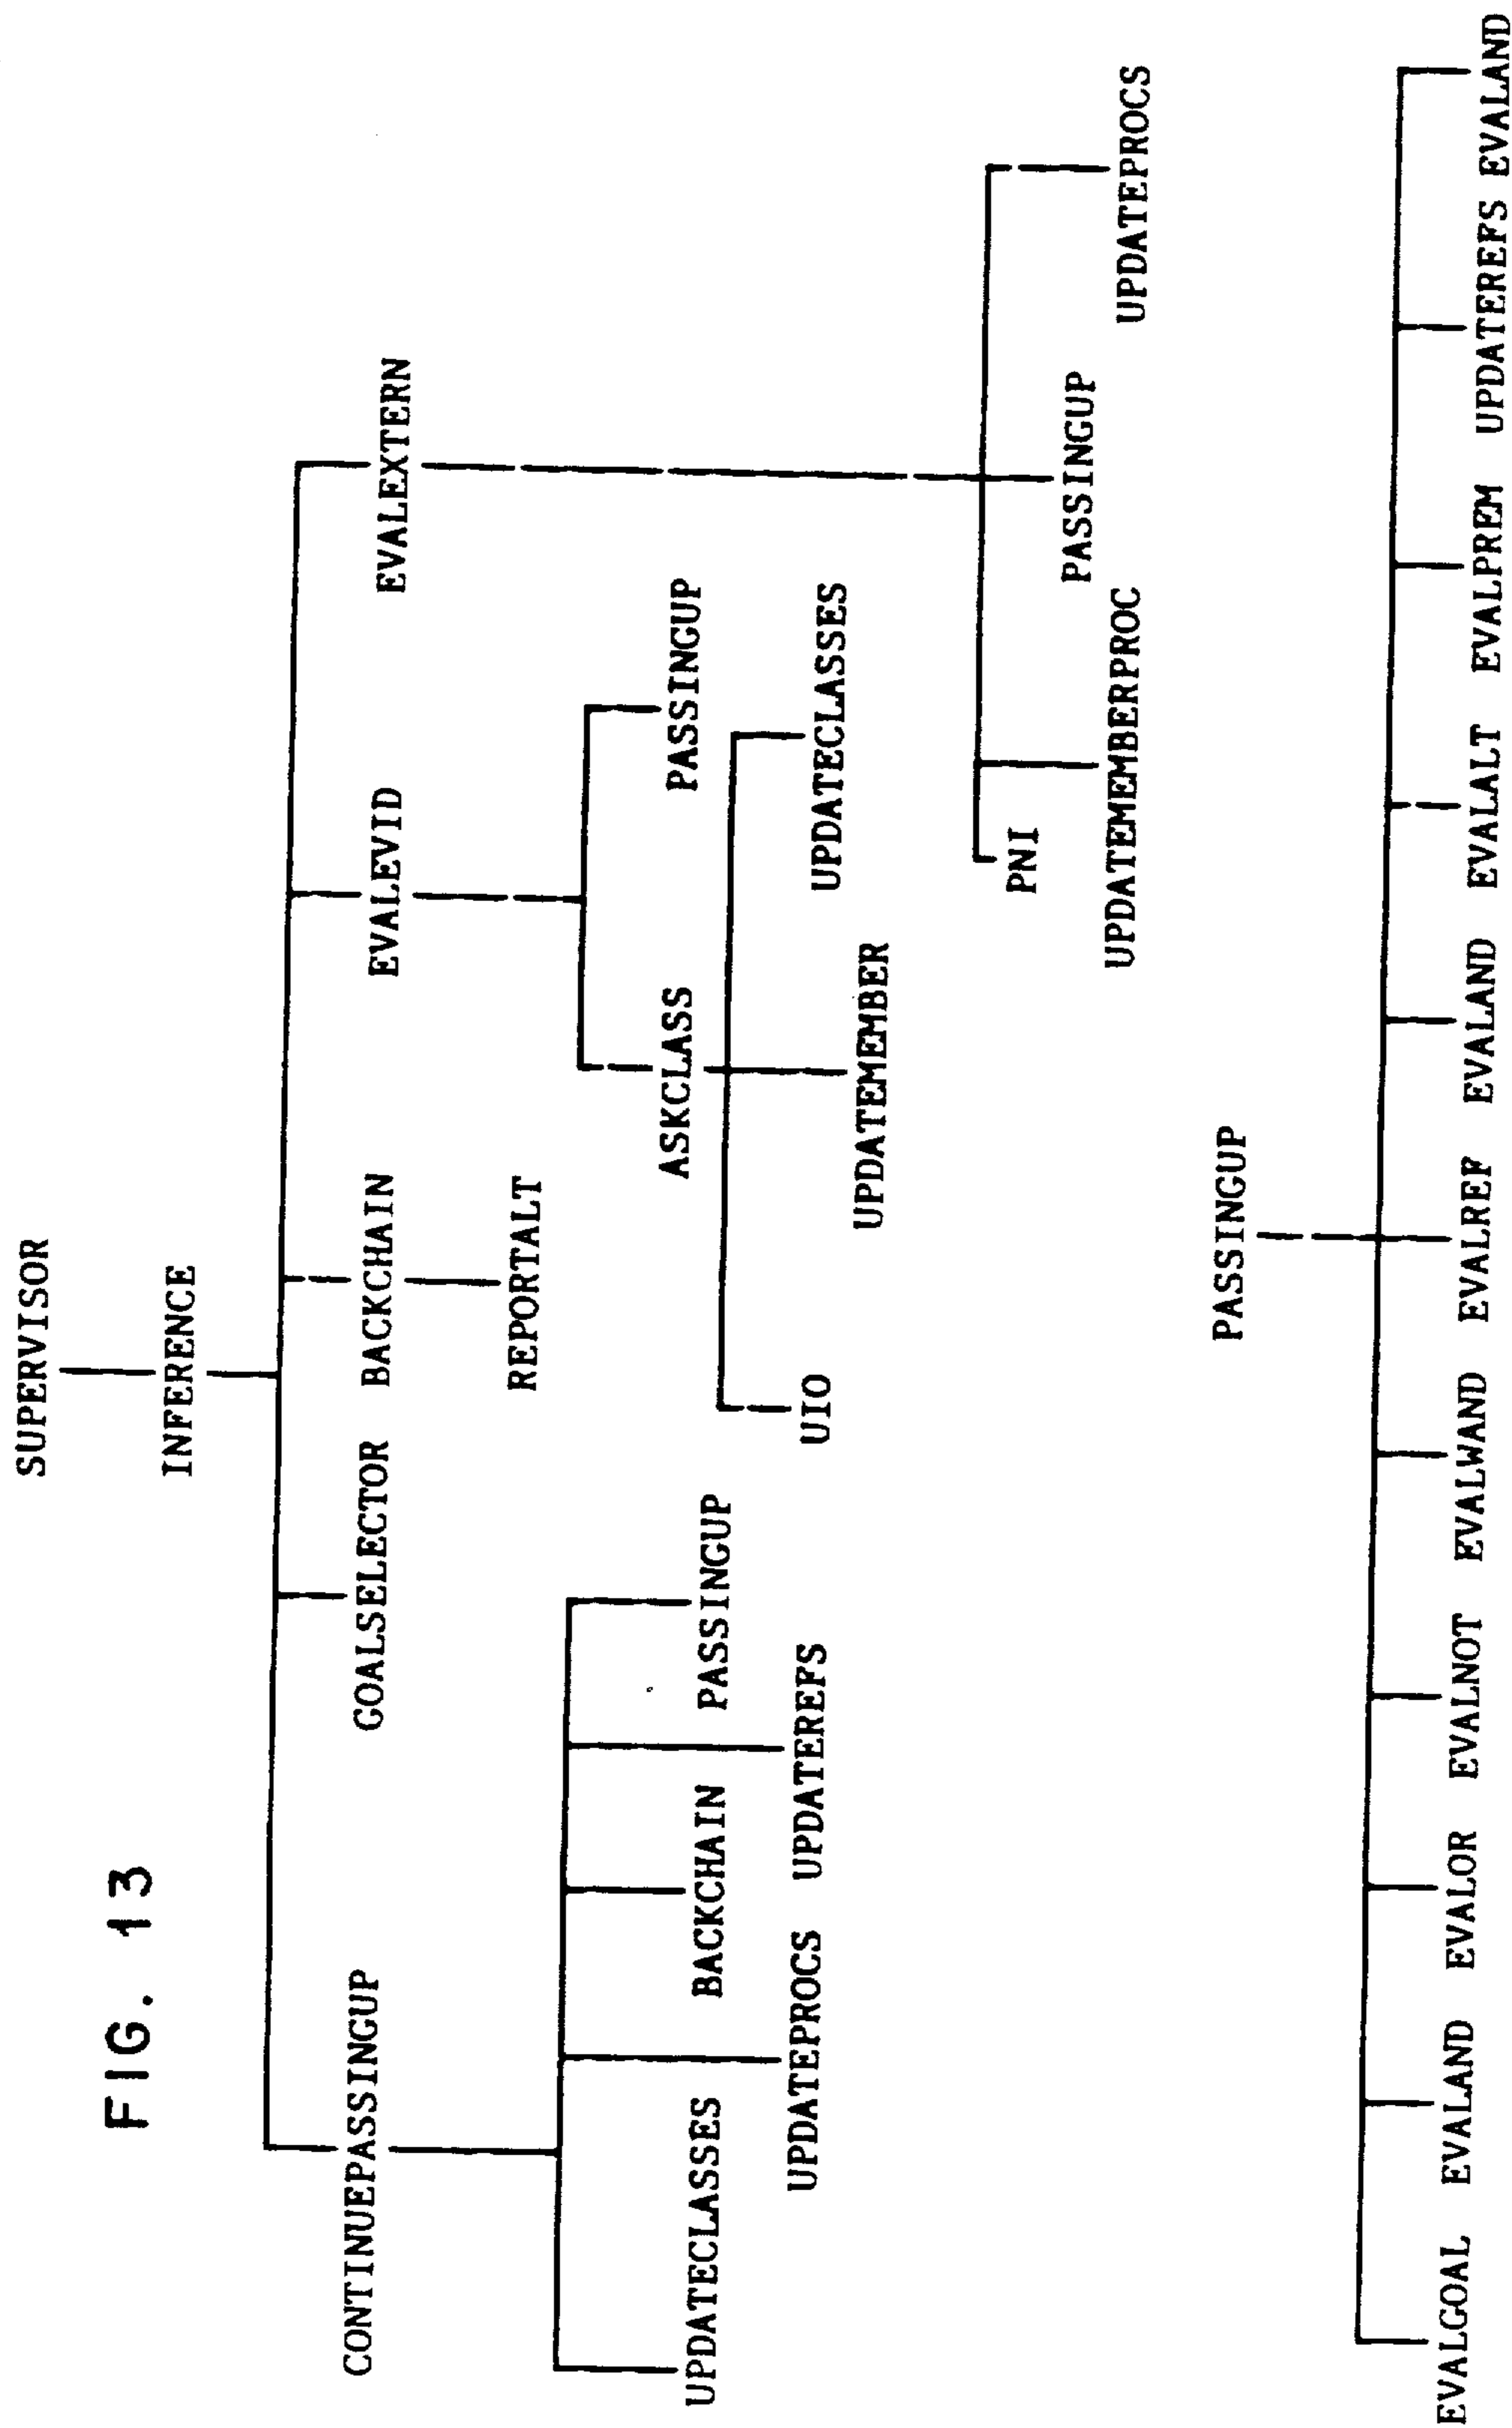 FIG. 13
SUPERVISOR
INFERENCE
CONTINUEPASSINGUP
GOALSELECTOR
BACKCHAIN
EVALEVID
EVALEXTERN
REPORTALT
UPDATECLASSES
BACKCHAIN
PASSINGUP
UPDATEPROCS
UPDATEREFS
ASKCLASS
PASSINGUP
UIO
UPDATECLASSES
UPDATEMEMBER
PNI
PASSINGUP
UPDATEMEMBERPROC
UPDATEPROCS
PASSINGUP
EVALGOAL
EVALAND
EVALOR
EVALNOT
EVALWAND
EVALREF
EVALAND
EVALALT
EVALPREM
UPDATEREFS
EVALAND